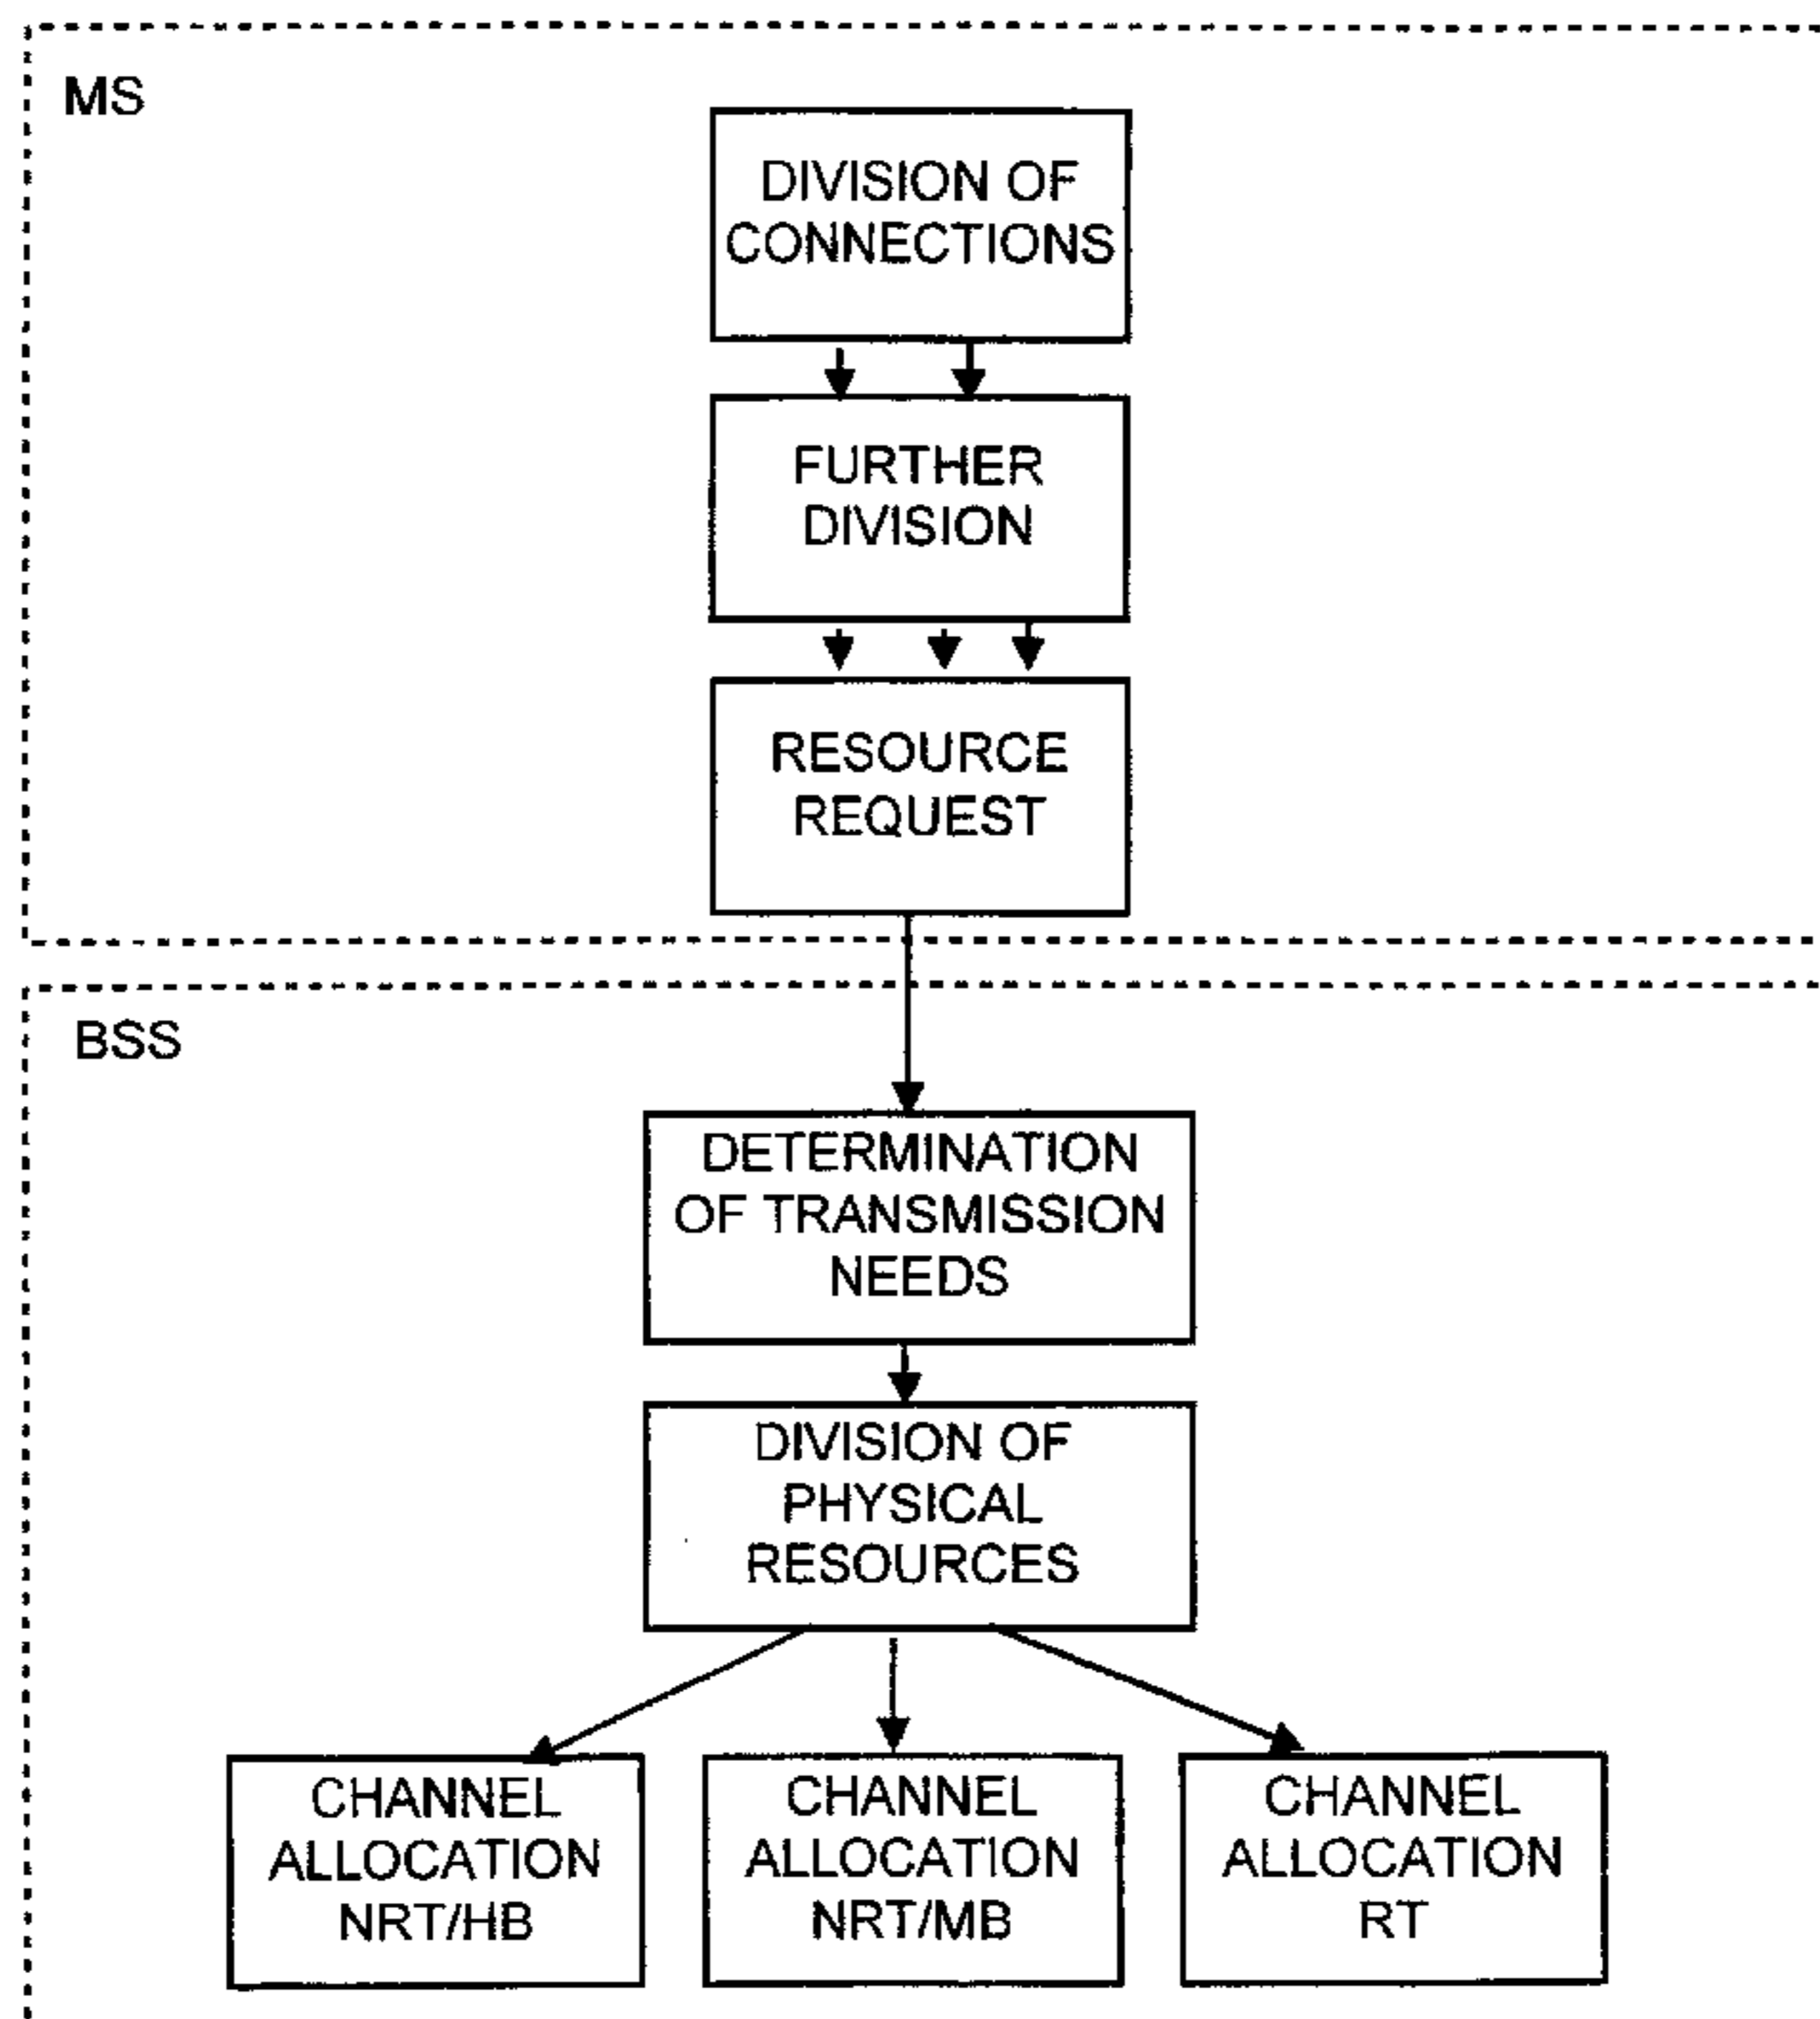 MS
DIVISION OF
CONNECTIONS
FURTHER
DIVISION
RESOURCE
REQUEST
BSS
DETERMINATION
OF TRANSMISSION
NEEDS
DIVISION OF
PHYSICAL
RESOURCES
CHANNEL
ALLOCATION
NRT/HB
CHANNEL
ALLOCATION
NRT/MB
CHANNEL
ALLOCATION
RT